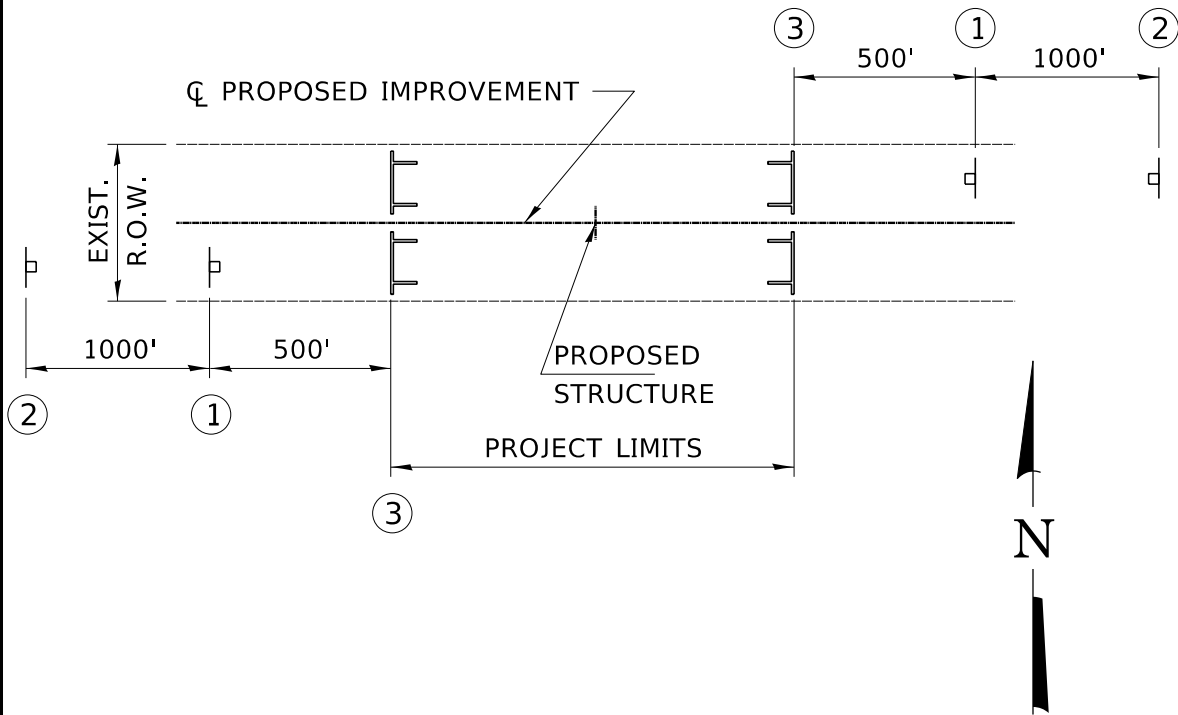 3
1
2
500'
1000'
℄ PROPOSED IMPROVEMENT
EXIST.
R.O.W.
1000'
500'
PROPOSED
STRUCTURE
2
1
PROJECT LIMITS
3
N